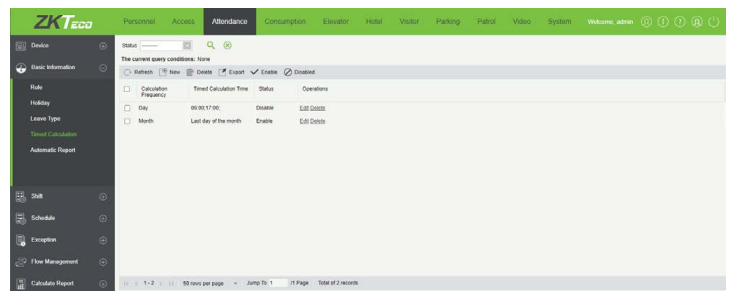 ZKTECO
Personnel Access Attendance Consumption Elevator Hotel Visitor Parking Patrol Video System Welcome, admin
Device
Basic Information
Rule
Holiday
Leave Type
Timed Calculation
Automatic Report
Shift
Schedule
Exception
Flow Management
Calculate Report
Status ---------
The current query conditions: None
Refresh New Delete Export Enable Disabled
Calculation Frequency Timed Calculation Time Status Operations
Day 09:00;17:00; Disable Edit Delete
Month Last day of the month Enable Edit Delete
1-2 50 rows per page Jump To 1 /1 Page Total of 2 records